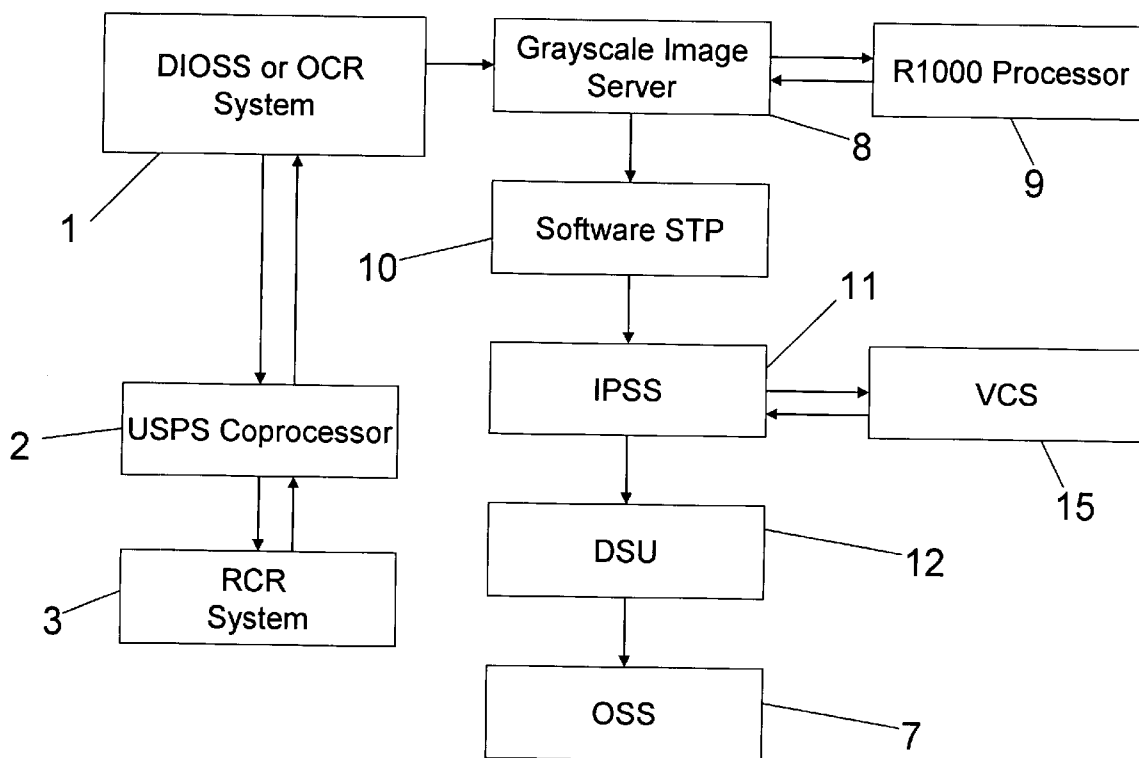 DIOSS or OCR
System
1
Grayscale Image
Server
8
R1000 Processor
9
Software STP
10
11
IPSS
VCS
15
USPS Coprocessor
2
DSU
12
RCR
System
3
OSS
7